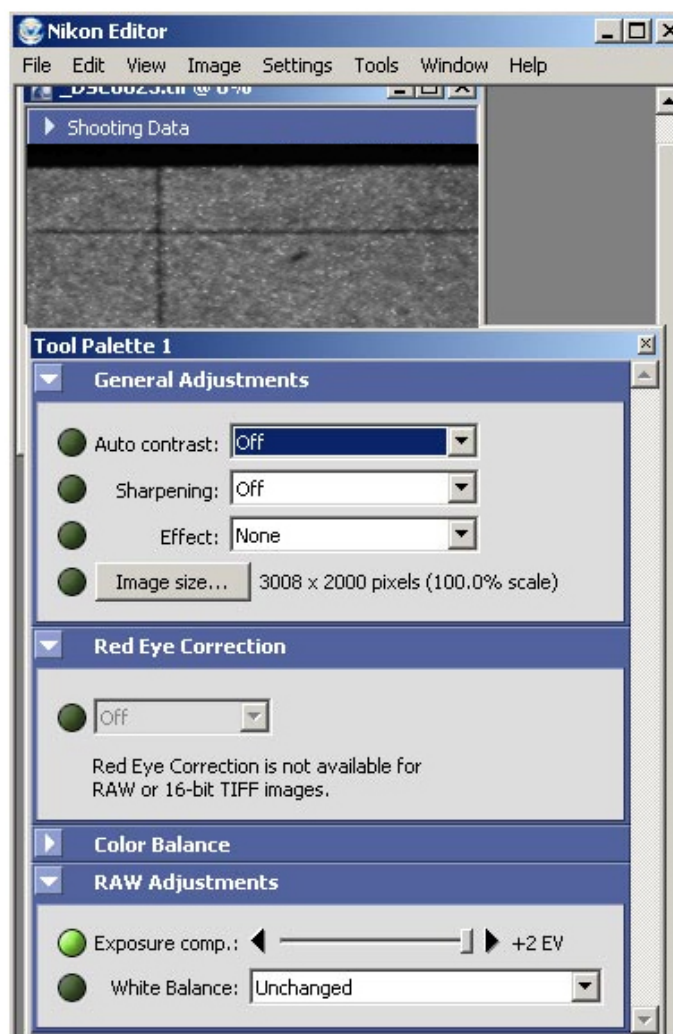 Nikon Editor
File Edit View Image Settings Tools Window Help
Shooting Data
Tool Palette 1
General Adjustments
Auto contrast: Off
Sharpening: Off
Effect: None
Image size... 3008 x 2000 pixels (100.0% scale)
Red Eye Correction
Off
Red Eye Correction is not available for
RAW or 16-bit TIFF images.
Color Balance
RAW Adjustments
Exposure comp.: +2 EV
White Balance: Unchanged